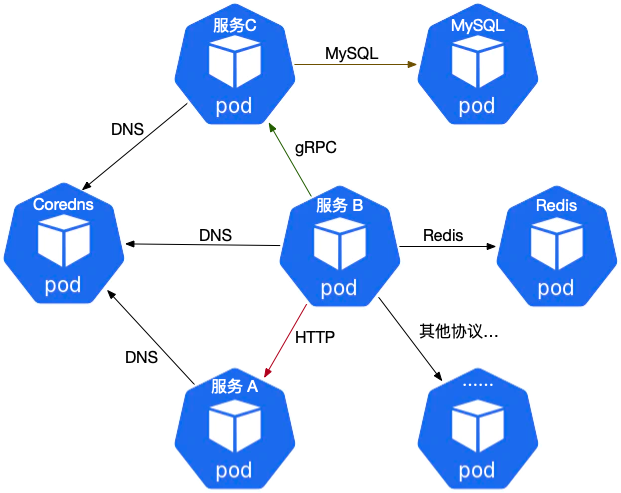 服务C
pod
MySQL
MySQL
pod
DNS
gRPC
Coredns
pod
DNS
服务 B
pod
Redis
Redis
pod
DNS
HTTP
其他协议...
服务 A
pod
......
pod